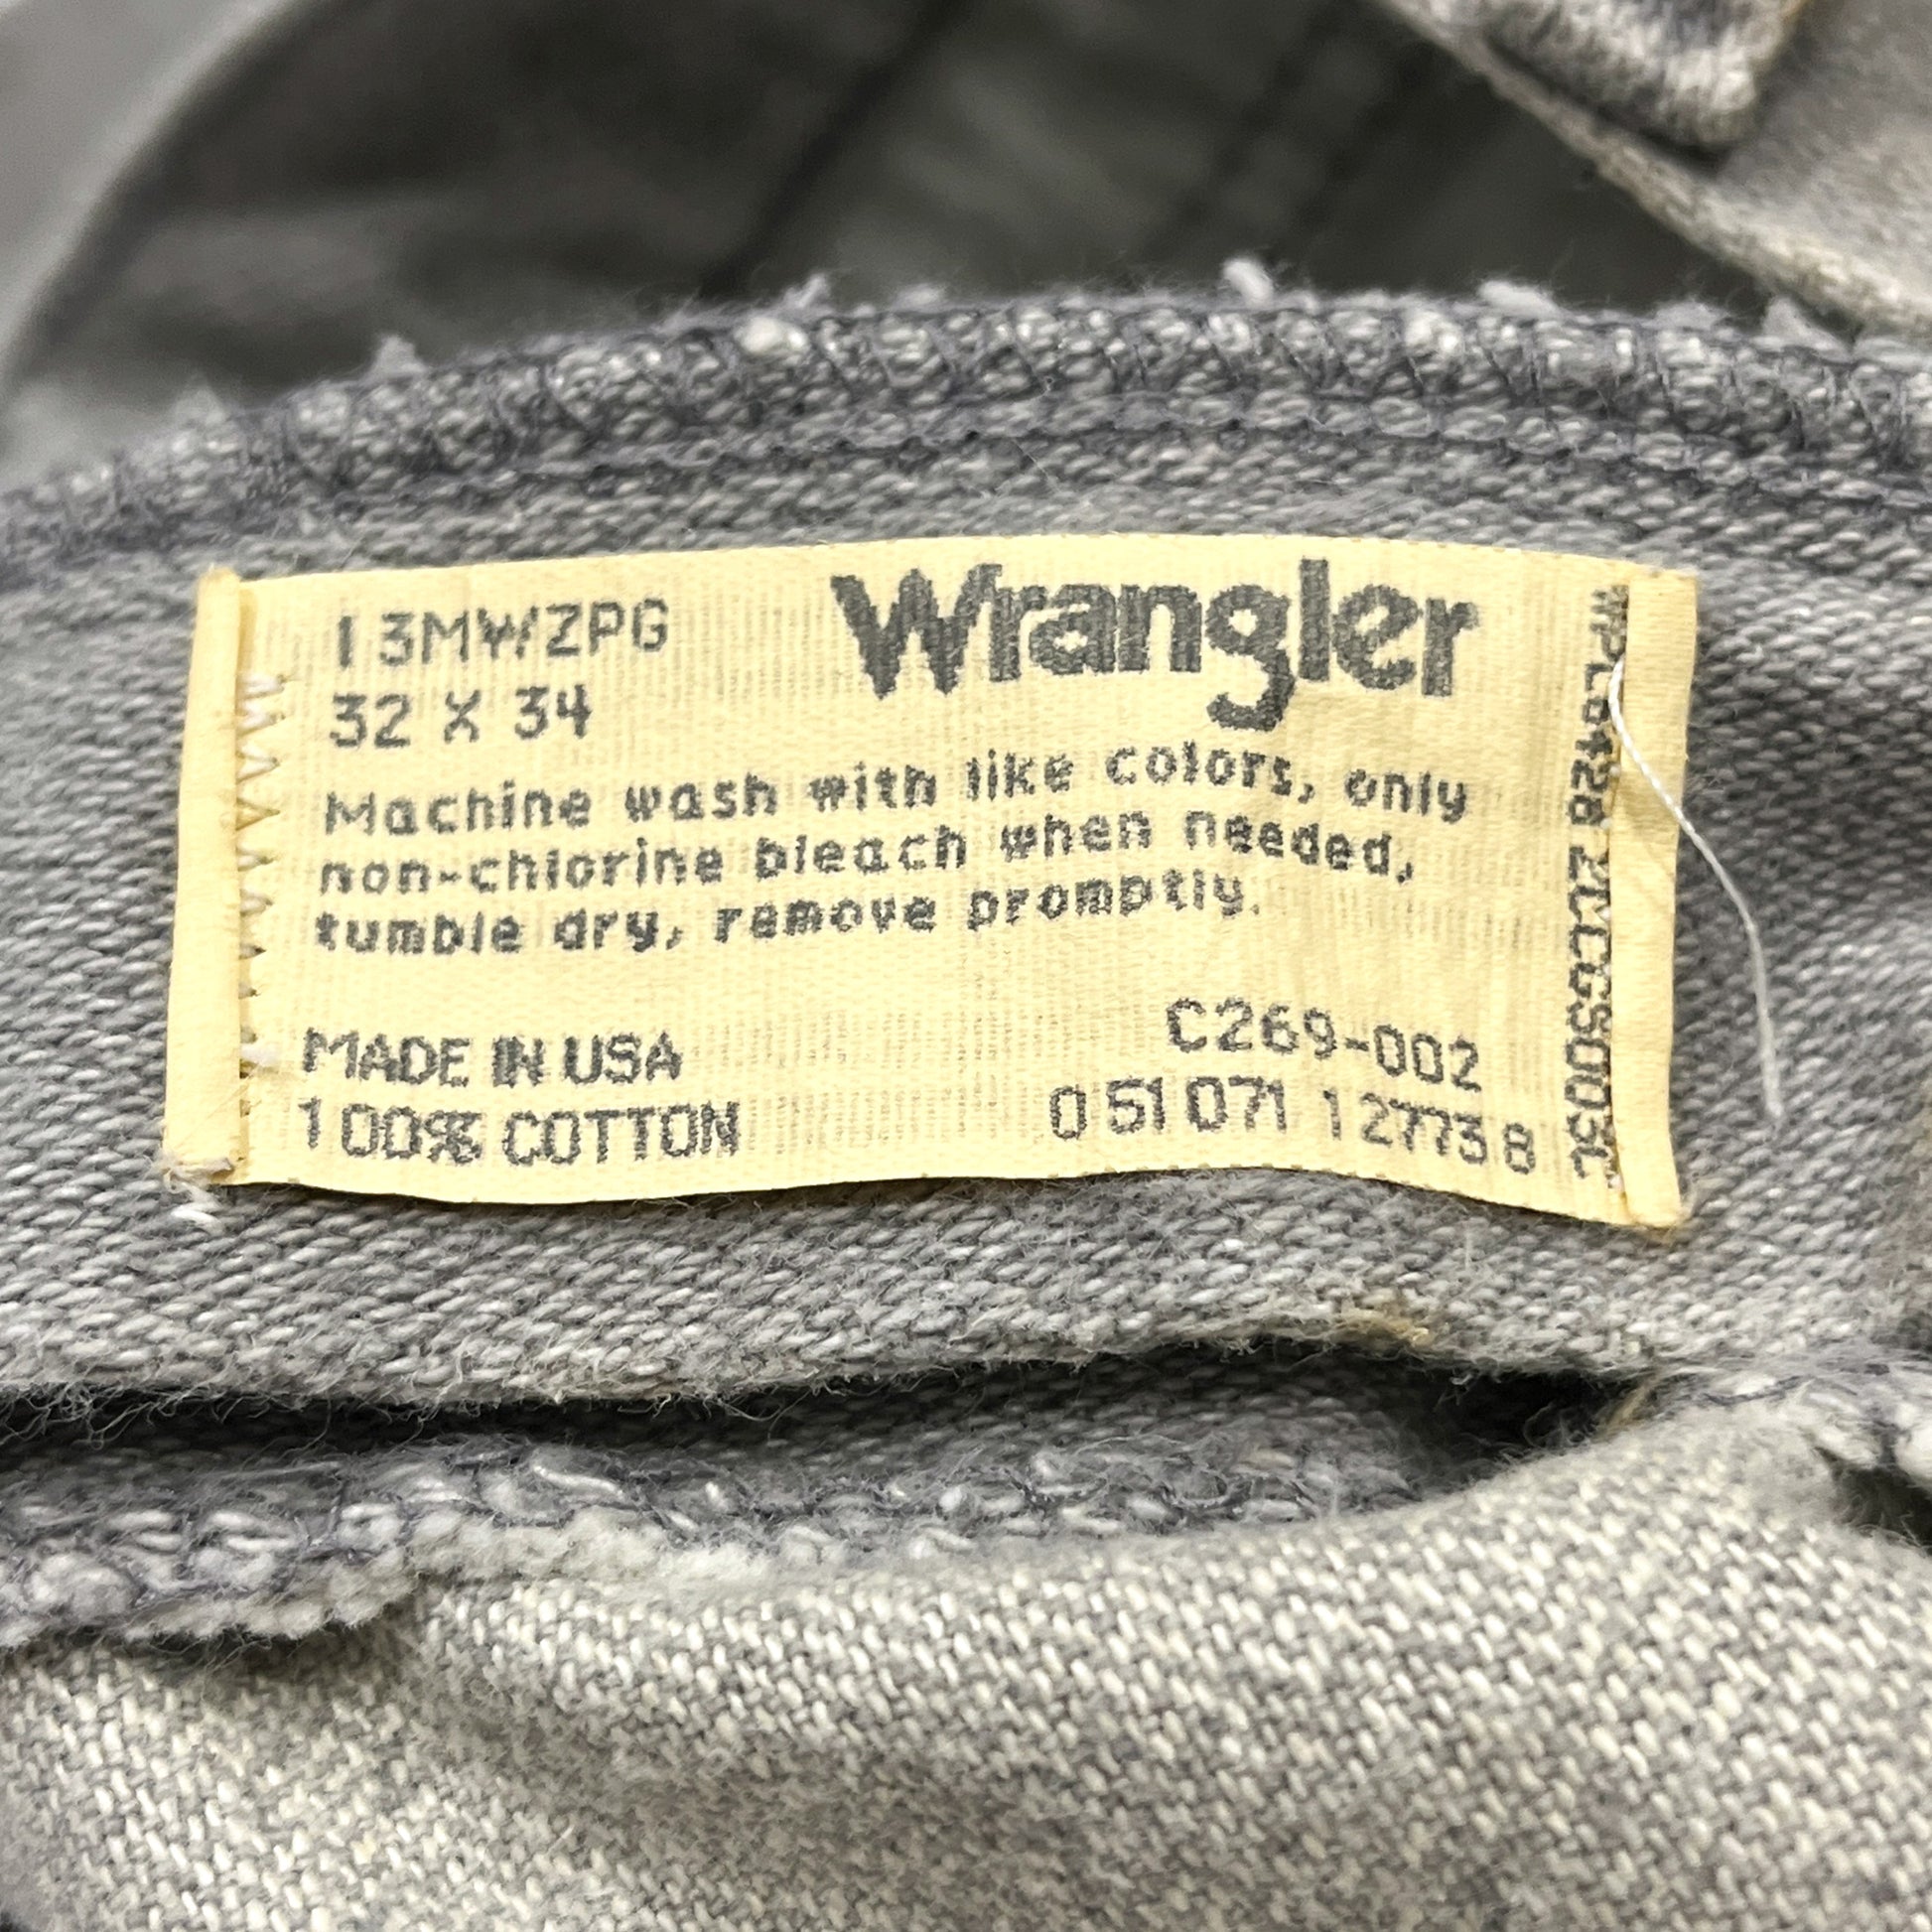 13MWZPG
Wrangler
32 X 34
Machine wash with like colors, only
non-chlorine bleach when needed,
tumble dry, remove promptly.
MADE IN USA
100% COTTON
C269-002
0 51071 12773 8